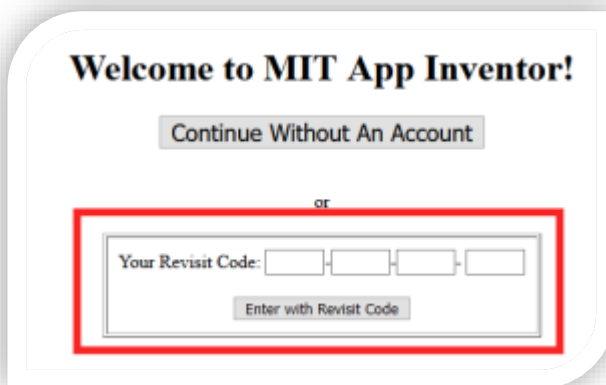 Welcome to MIT App Inventor!
Continue Without An Account
or
Your Revisit Code: - - -
Enter with Revisit Code